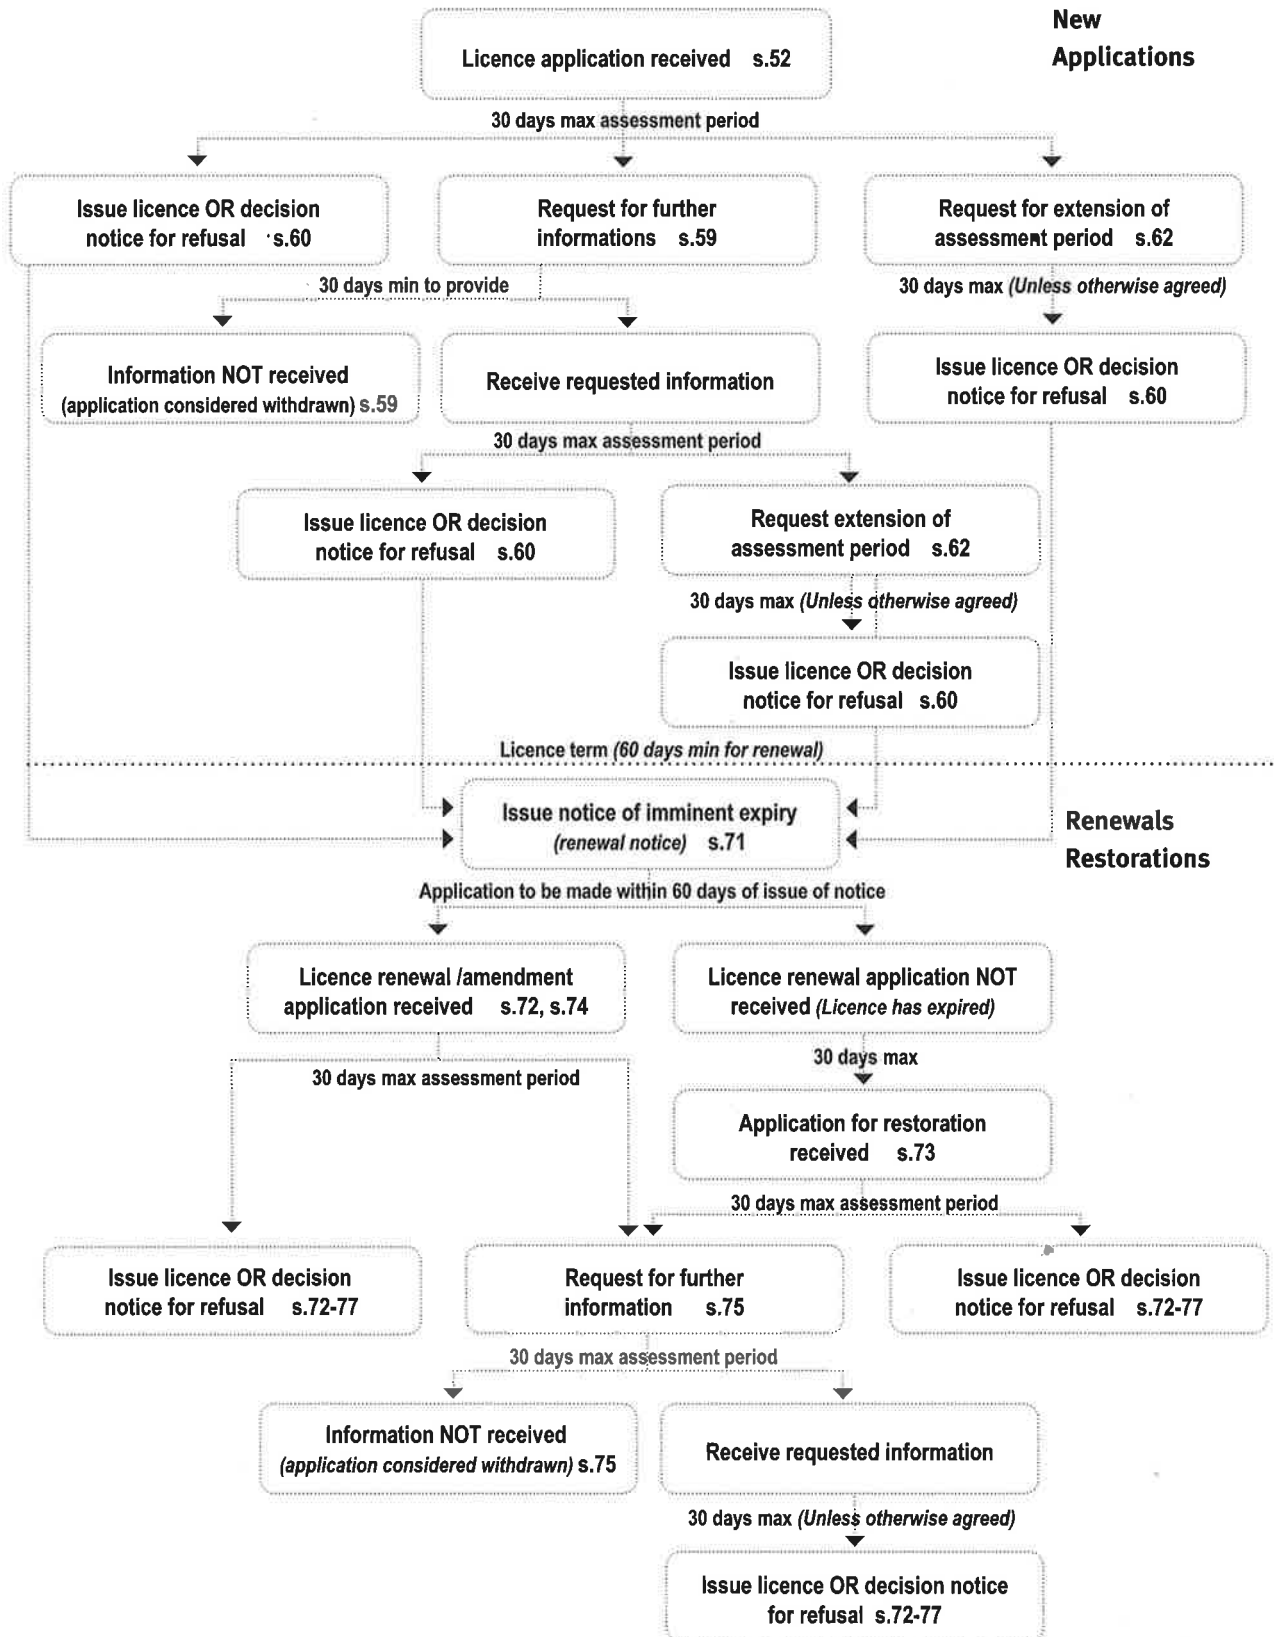 New
Applications
Licence application received s.52
30 days max assessment period
Issue licence OR decision
notice for refusal s.60
Request for further
informations s.59
Request for extension of
assessment period s.62
30 days min to provide
30 days max (Unless otherwise agreed)
Information NOT received
(application considered withdrawn) s.59
Receive requested information
Issue licence OR decision
notice for refusal s.60
30 days max assessment period
Issue licence OR decision
notice for refusal s.60
Request extension of
assessment period s.62
30 days max (Unless otherwise agreed)
Issue licence OR decision
notice for refusal s.60
Licence term (60 days min for renewal)
Issue notice of imminent expiry
(renewal notice) s.71
Renewals
Restorations
Application to be made within 60 days of issue of notice
Licence renewal /amendment
application received s.72, s.74
Licence renewal application NOT
received (Licence has expired)
30 days max assessment period
30 days max
Application for restoration
received s.73
30 days max assessment period
Issue licence OR decision
notice for refusal s.72-77
Request for further
information s.75
Issue licence OR decision
notice for refusal s.72-77
30 days max assessment period
Information NOT received
(application considered withdrawn) s.75
Receive requested information
30 days max (Unless otherwise agreed)
Issue licence OR decision notice
for refusal s.72-77